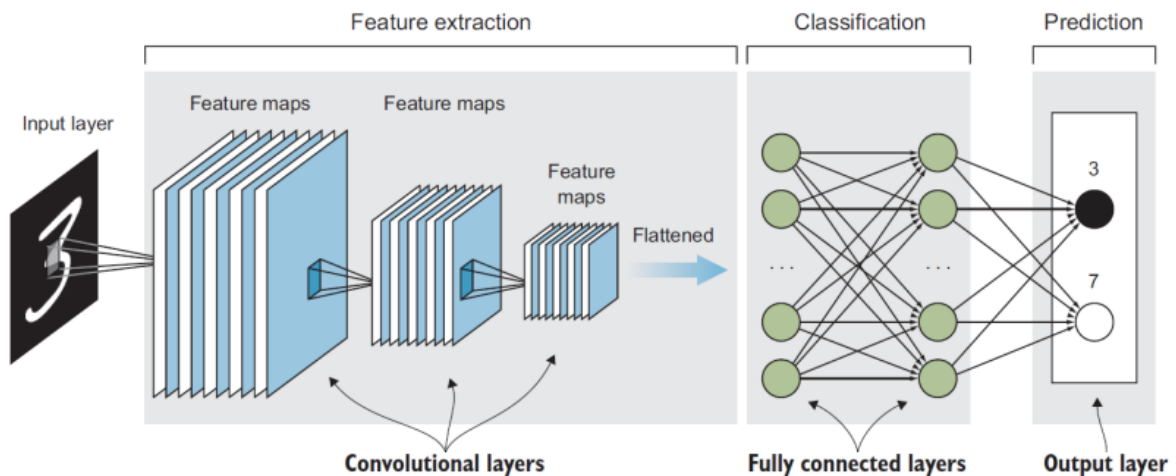 Feature extraction
Classification
Prediction
Feature maps
Feature maps
Input layer
Feature
maps
Flattened
3
7
. . .
. . .
Convolutional layers
Fully connected layers
Output layer